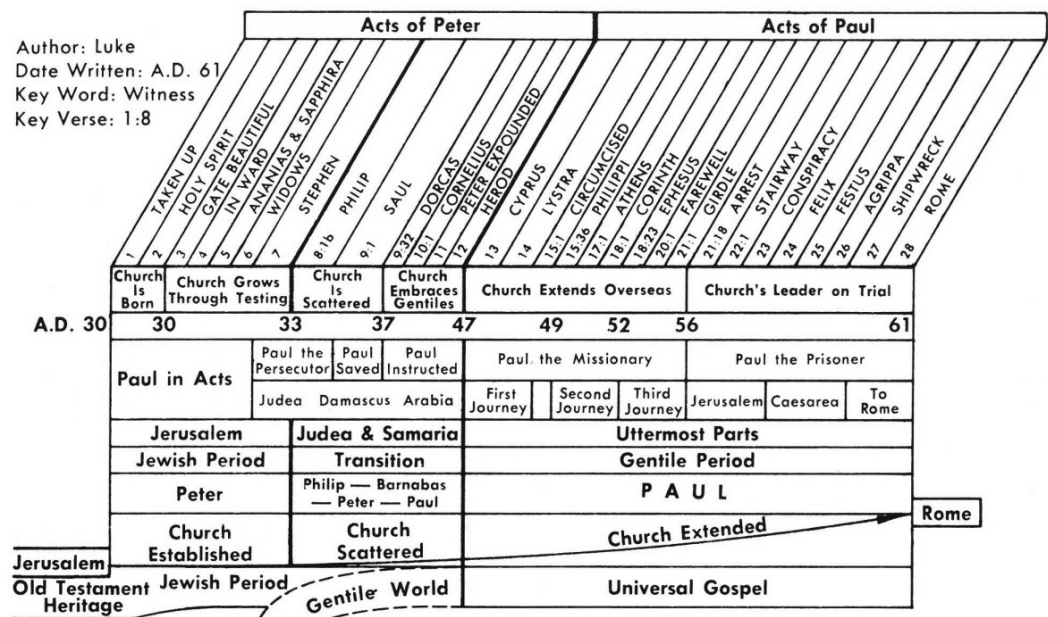 Acts of Peter
Acts of Paul
Author: Luke
Date Written: A.D. 61
Key Word: Witness
Key Verse: 1:8
TAKEN UP
HOLY SPIRIT
GATE BEAUTIFUL
IN WARD
ANANIAS & SAPPHIRA
WIDOWS
STEPHEN
PHILIP
SAUL
DORCAS
CORNELIUS
PETER EXPOUNDED
HEROD
CYPRUS
LYSTRA
CIRCUMCISED
PHILIPPI
ATHENS
CORINTH
EPHESUS
FAREWELL
GIRDLE
ARREST
STAIRWAY
CONSPIRACY
FELIX
FESTUS
AGRIPPA
SHIPWRECK
ROME
1 2 3 4 5 6 7 8:1b 9:1 9:32 10:1 11 12 13 14 15:1 15:36 17:1 18:1 18:23 20:1 21:1 21:18 22:1 23 24 25 26 27 28
Church Is Born
Church Grows Through Testing
Church Is Scattered
Church Embraces Gentiles
Church Extends Overseas
Church's Leader on Trial
A.D. 30 30 33 37 47 49 52 56 61
Paul in Acts
Paul the Persecutor
Paul Saved
Paul Instructed
Paul the Missionary
Paul the Prisoner
Judea Damascus Arabia
First Journey
Second Journey
Third Journey
Jerusalem
Caesarea
To Rome
Jerusalem
Judea & Samaria
Uttermost Parts
Jewish Period
Transition
Gentile Period
Peter
Philip — Barnabas
— Peter — Paul
PAUL
Church Established
Church Scattered
Church Extended
Rome
Jerusalem
Old Testament Heritage
Jewish Period
Gentile World
Universal Gospel